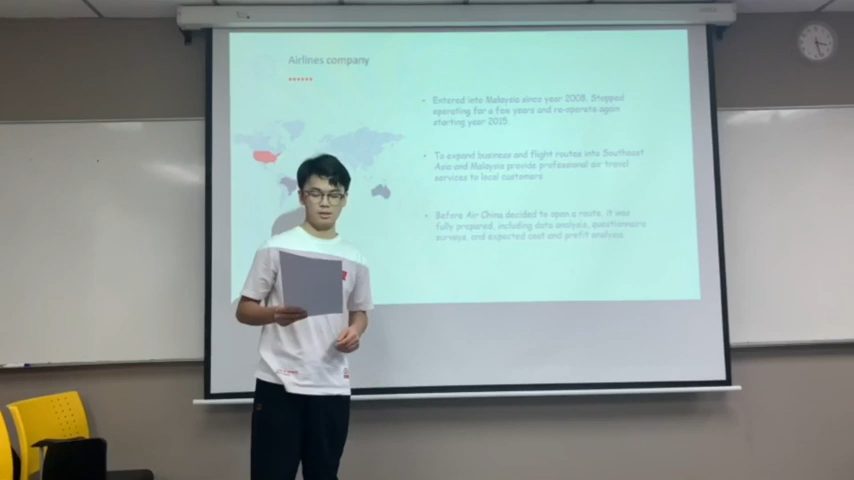 Airlines company
Entered into Malaysia since year 2008. Stopped
operating for a few years and re-operate again
starting year 2015.
To expand business and flight routes into Southeast
Asia and Malaysia provide professional air travel
services to local customers
Before Air China decided to open a route, it was
fully prepared, including data analysis, questionnaire
surveys, and expected cost and profit analysis.